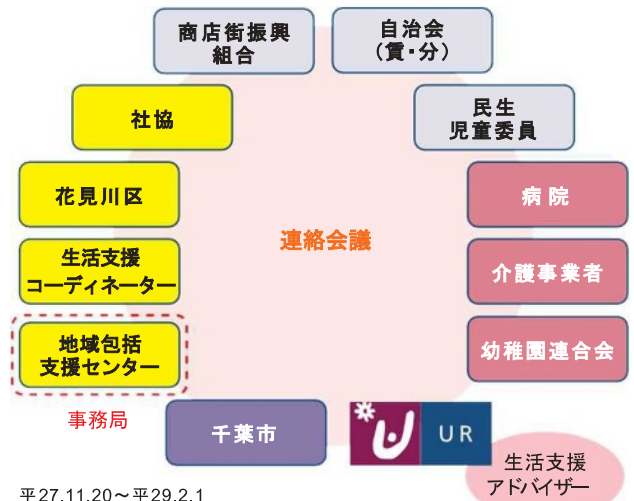 商店街振興
組合
自治会
（賃・分）
社協
民生
児童委員
花見川区
病院
連絡会議
生活支援
コーディネーター
介護事業者
地域包括
支援センター
幼稚園連合会
事務局
千葉市
UR
生活支援
アドバイザー
平27.11.20～平29.2.1